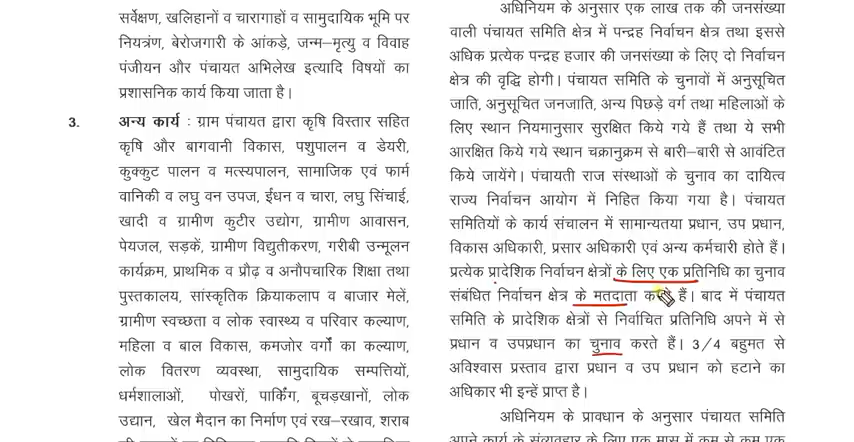 सर्वेक्षण, खलिहानों व चारागाहों व सामुदायिक भूमि पर
नियत्रंण, बेरोजगारी के आंकड़े, जन्म–मृत्यु व विवाह
पंजीयन और पंचायत अभिलेख इत्यादि विषयों का
प्रशासनिक कार्य किया जाता है।
3. अन्य कार्य : ग्राम पंचायत द्वारा कृषि विस्तार सहित
कृषि और बागवानी विकास, पशुपालन व डेयरी,
कुक्कुट पालन व मत्स्यपालन, सामाजिक एवं फार्म
वानिकी व लघु वन उपज, ईंधन व चारा, लघु सिंचाई,
खादी व ग्रामीण कुटीर उद्योग, ग्रामीण आवासन,
पेयजल, सड़कें, ग्रामीण विद्युतीकरण, गरीबी उन्मूलन
कार्यक्रम, प्राथमिक व प्रौढ़ व अनौपचारिक शिक्षा तथा
पुस्तकालय, सांस्कृतिक क्रियाकलाप व बाजार मेलें,
ग्रामीण स्वच्छता व लोक स्वास्थ्य व परिवार कल्याण,
महिला व बाल विकास, कमजोर वर्गों का कल्याण,
लोक वितरण व्यवस्था, सामुदायिक सम्पत्तियों,
धर्मशालाओं, पोखरों, पार्किंग, बूचड़खानों, लोक
उद्यान, खेल मैदान का निर्माण एवं रख–रखाव, शराब
अधिनियम के अनुसार एक लाख तक की जनसंख्या
वाली पंचायत समिति क्षेत्र में पन्द्रह निर्वाचन क्षेत्र तथा इससे
अधिक प्रत्येक पन्द्रह हजार की जनसंख्या के लिए दो निर्वाचन
क्षेत्र की वृद्धि होगी। पंचायत समिति के चुनावों में अनुसूचित
जाति, अनुसूचित जनजाति, अन्य पिछड़े वर्ग तथा महिलाओं के
लिए स्थान नियमानुसार सुरक्षित किये गये हैं तथा ये सभी
आरक्षित किये गये स्थान चक्रानुक्रम से बारी–बारी से आवंटित
किये जायेंगे। पंचायती राज संस्थाओं के चुनाव का दायित्व
राज्य निर्वाचन आयोग में निहित किया गया है। पंचायत
समितियों के कार्य संचालन में सामान्यतया प्रधान, उप प्रधान,
विकास अधिकारी, प्रसार अधिकारी एवं अन्य कर्मचारी होते हैं।
प्रत्येक प्रादेशिक निर्वाचन क्षेत्रों के लिए एक प्रतिनिधि का चुनाव
संबंधित निर्वाचन क्षेत्र के मतदाता करते हैं। बाद में पंचायत
समिति के प्रादेशिक क्षेत्रों से निर्वाचित प्रतिनिधि अपने में से
प्रधान व उपप्रधान का चुनाव करते हैं। 3/4 बहुमत से
अविश्वास प्रस्ताव द्वारा प्रधान व उप प्रधान को हटाने का
अधिकार भी इन्हें प्राप्त है।
अधिनियम के प्रावधान के अनुसार पंचायत समिति
अपने कार्य के संव्यवहार के लिए एक मास में कम से कम एक